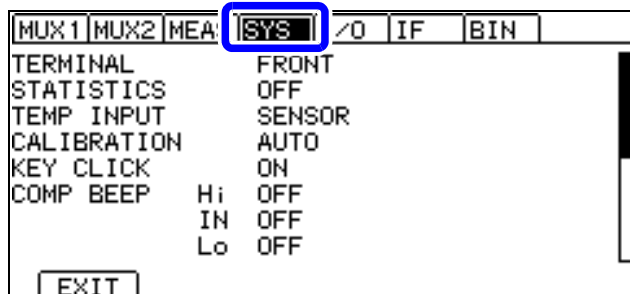 MUX1 MUX2 MEA SYS /O IF BIN
TERMINAL FRONT
STATISTICS OFF
TEMP INPUT SENSOR
CALIBRATION AUTO
KEY CLICK ON
COMP BEEP Hi OFF
IN OFF
Lo OFF
EXIT